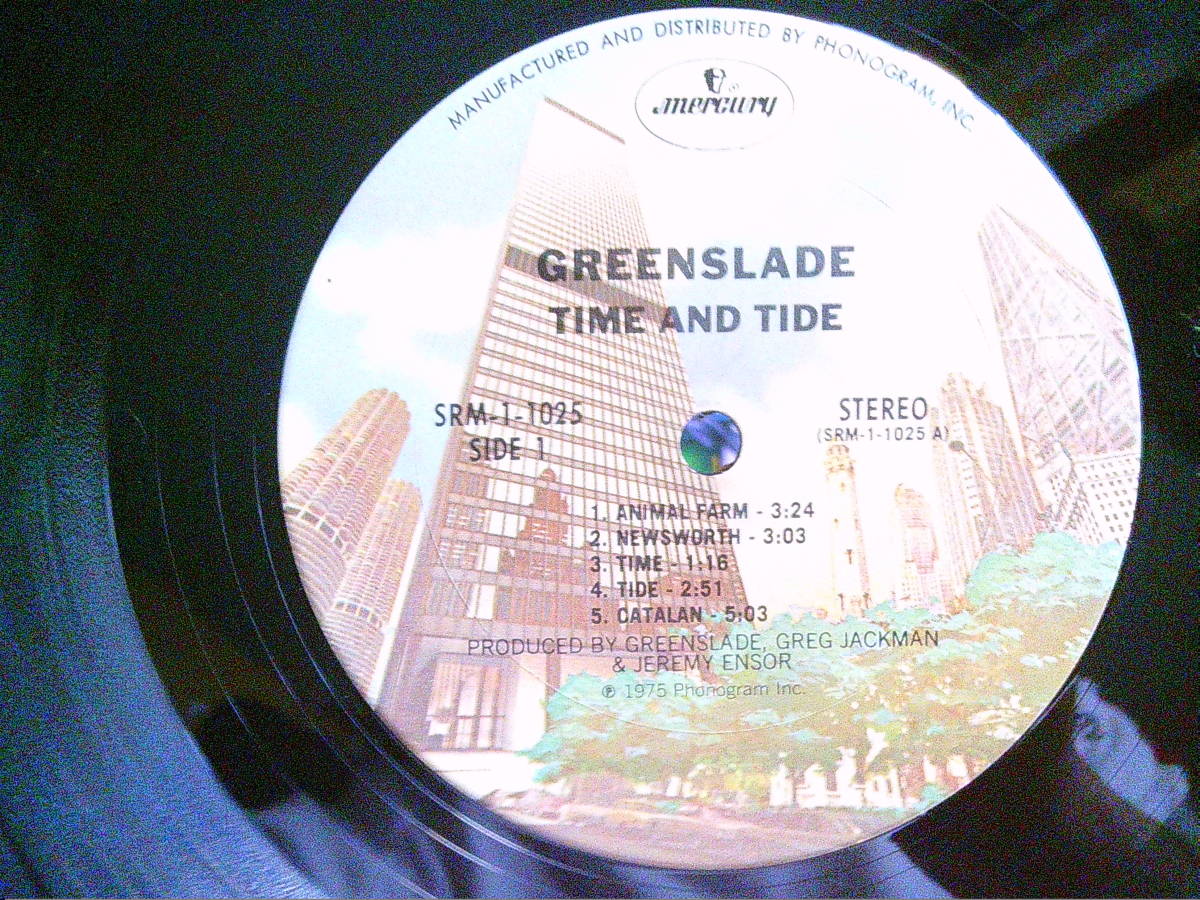 MANUFACTURED AND DISTRIBUTED BY PHONOGRAM, INC.
mercury
GREENSLADE
TIME AND TIDE
SRM-1-1025
SIDE 1
STEREO
(SRM-1-1025 A)
1. ANIMAL FARM - 3:24
2. NEWSWORTH - 3:03
3. TIME - 1:16
4. TIDE - 2:51
5. CATALAN - 5:03
PRODUCED BY GREENSLADE, GREG JACKMAN
& JEREMY ENSOR
℗ 1975 Phonogram Inc.